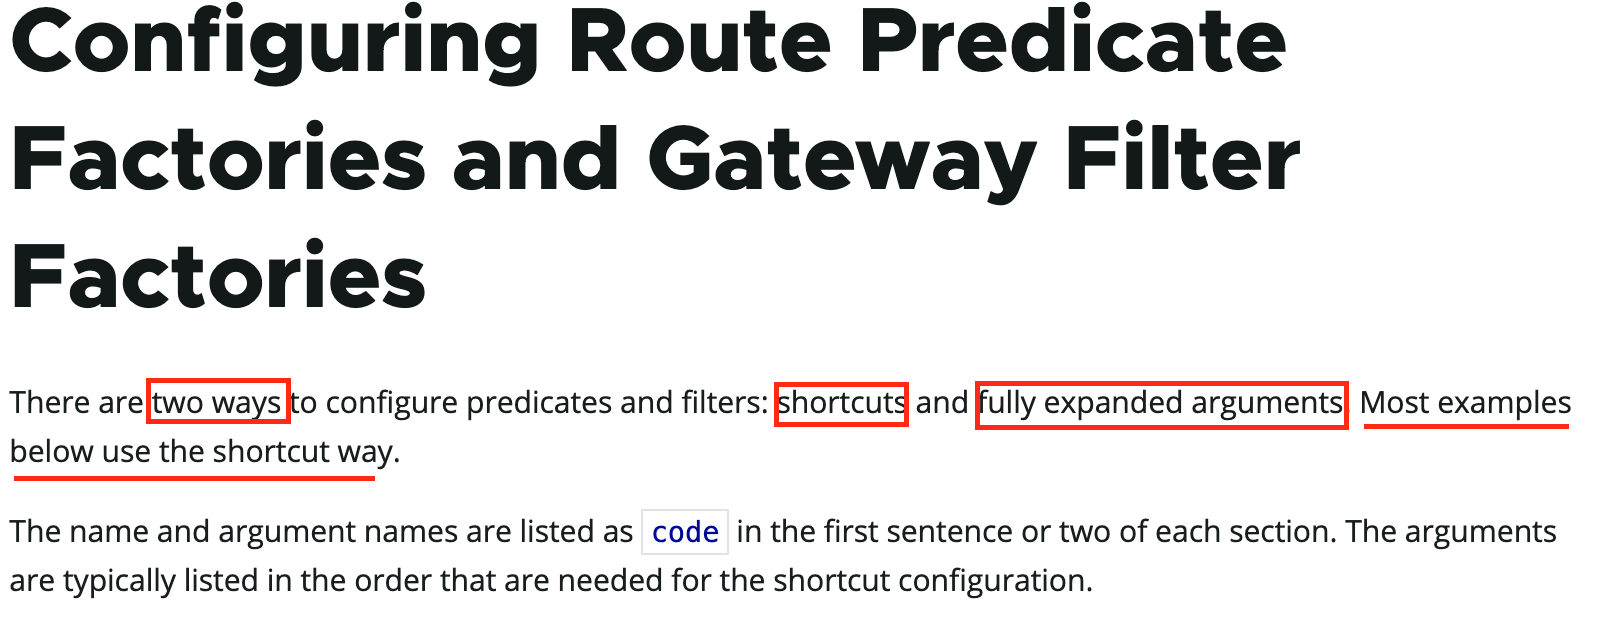 Configuring Route Predicate
Factories and Gateway Filter
Factories
There are two ways to configure predicates and filters: shortcuts and fully expanded arguments. Most examples
below use the shortcut way.
The name and argument names are listed as code in the first sentence or two of each section. The arguments
are typically listed in the order that are needed for the shortcut configuration.